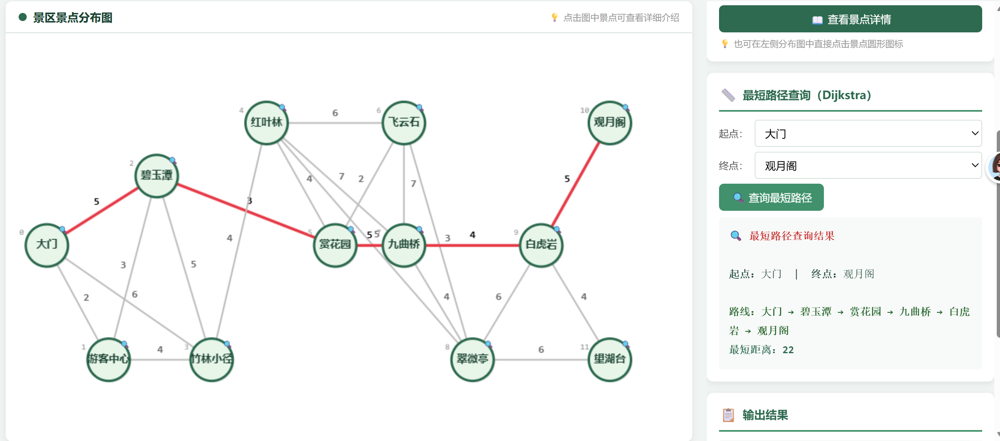 景区景点分布图
点击图中景点可查看详细介绍
4
红叶林
6
6
飞云石
10
观月阁
2
碧玉潭
4
7
2
7
5
5
3
0
大门
4
5
赏花园
5
5
九曲桥
3
4
9
白虎岩
3
5
2
6
4
6
4
1
游客中心
4
3
竹林小径
8
翠微亭
6
11
望湖台
查看景点详情
也可在左侧分布图中直接点击景点圆形图标
最短路径查询（Dijkstra）
起点：
大门
终点：
观月阁
查询最短路径
最短路径查询结果
起点：大门 | 终点：观月阁
路线：大门 → 碧玉潭 → 赏花园 → 九曲桥 → 白虎
岩 → 观月阁
最短距离：22
输出结果